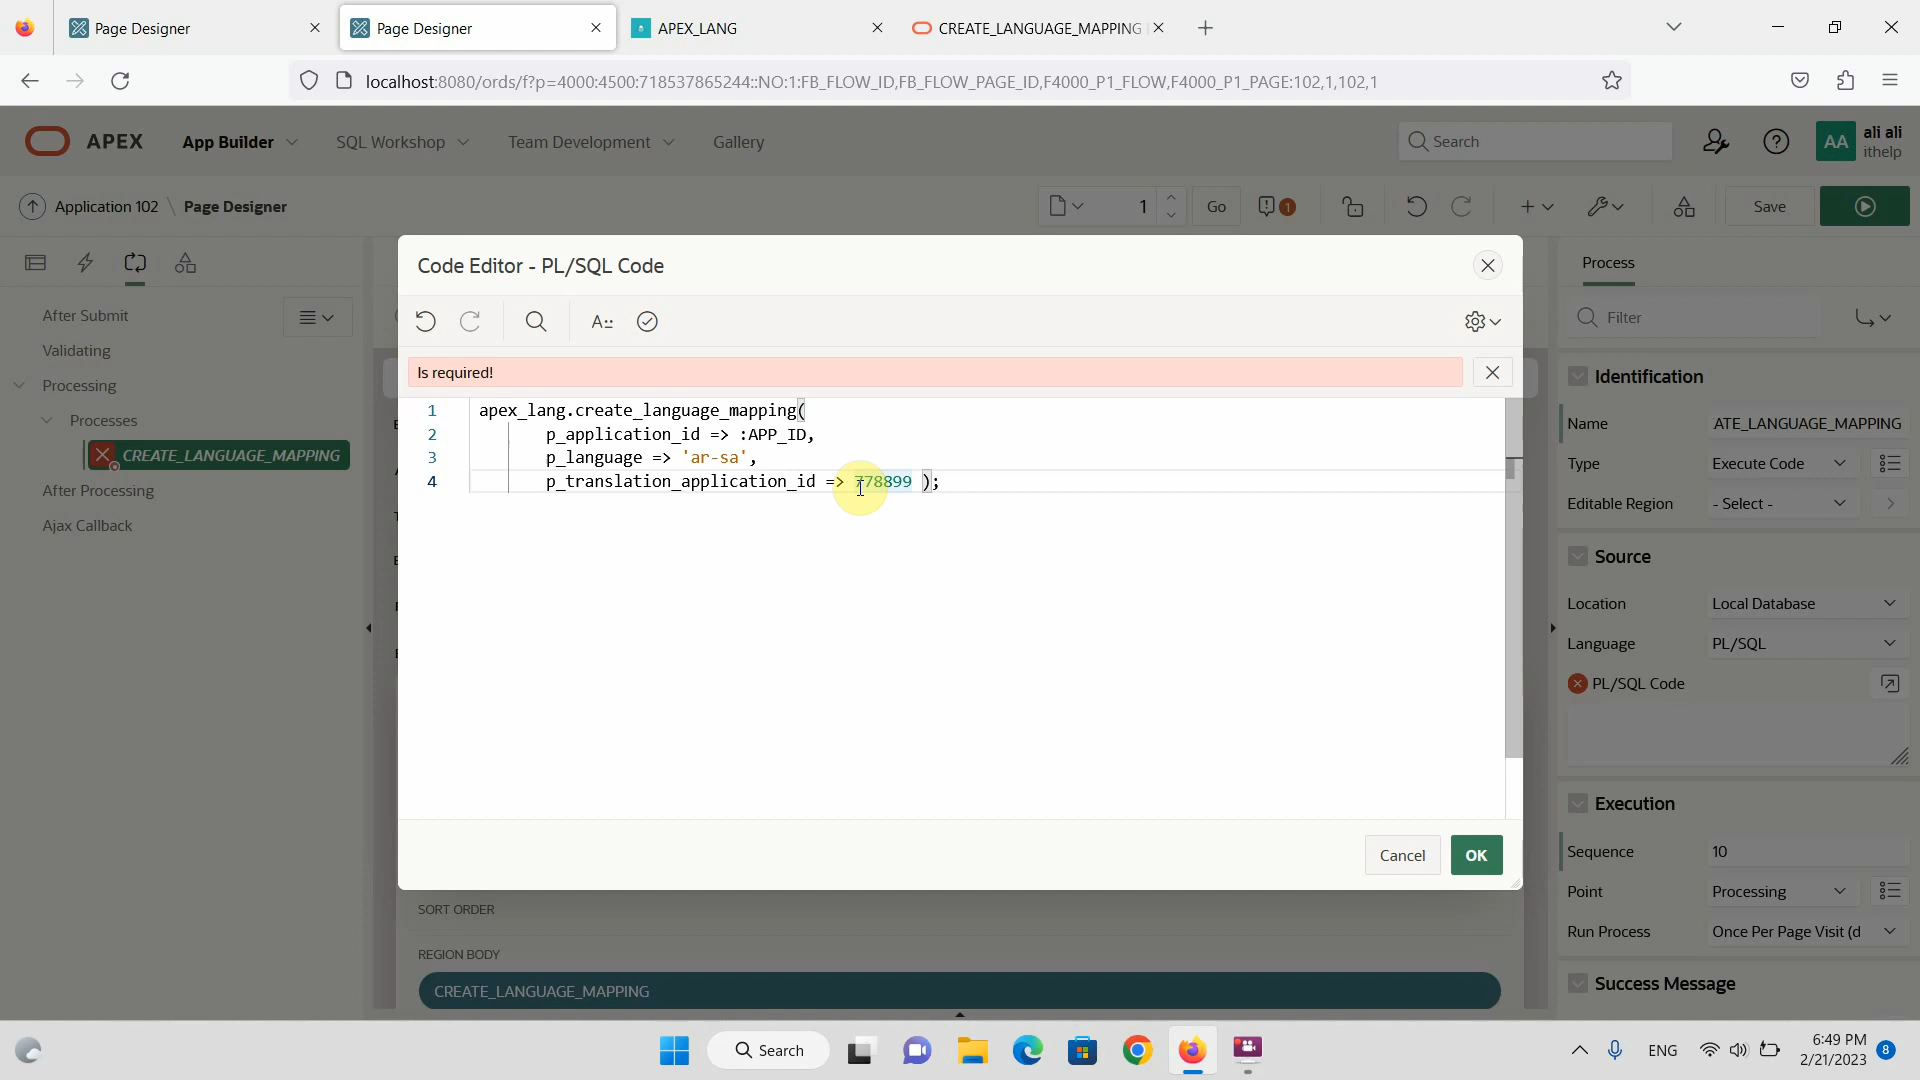 Page Designer
Page Designer
APEX_LANG
CREATE_LANGUAGE_MAPPING
localhost:8080/ords/f?p=4000:4500:718537865244::NO:1:FB_FLOW_ID,FB_FLOW_PAGE_ID,F4000_P1_FLOW,F4000_P1_PAGE:102,1,102,1
APEX App Builder SQL Workshop Team Development Gallery Search AA ali ali
ithelp
Application 102 \ Page Designer 1 Go 1 Save
Code Editor - PL/SQL Code
Process
Filter
After Submit
Validating
Processing
Processes
CREATE_LANGUAGE_MAPPING
After Processing
Ajax Callback
Is required!
1 apex_lang.create_language_mapping(
2 p_application_id => :APP_ID,
3 p_language => 'ar-sa',
4 p_translation_application_id => 778899 );
Cancel OK
SORT ORDER
REGION BODY
CREATE_LANGUAGE_MAPPING
Identification
Name ATE_LANGUAGE_MAPPING
Type Execute Code
Editable Region - Select -
Source
Location Local Database
Language PL/SQL
PL/SQL Code
Execution
Sequence 10
Point Processing
Run Process Once Per Page Visit (d
Success Message
Search
ENG
6:49 PM
2/21/2023
8